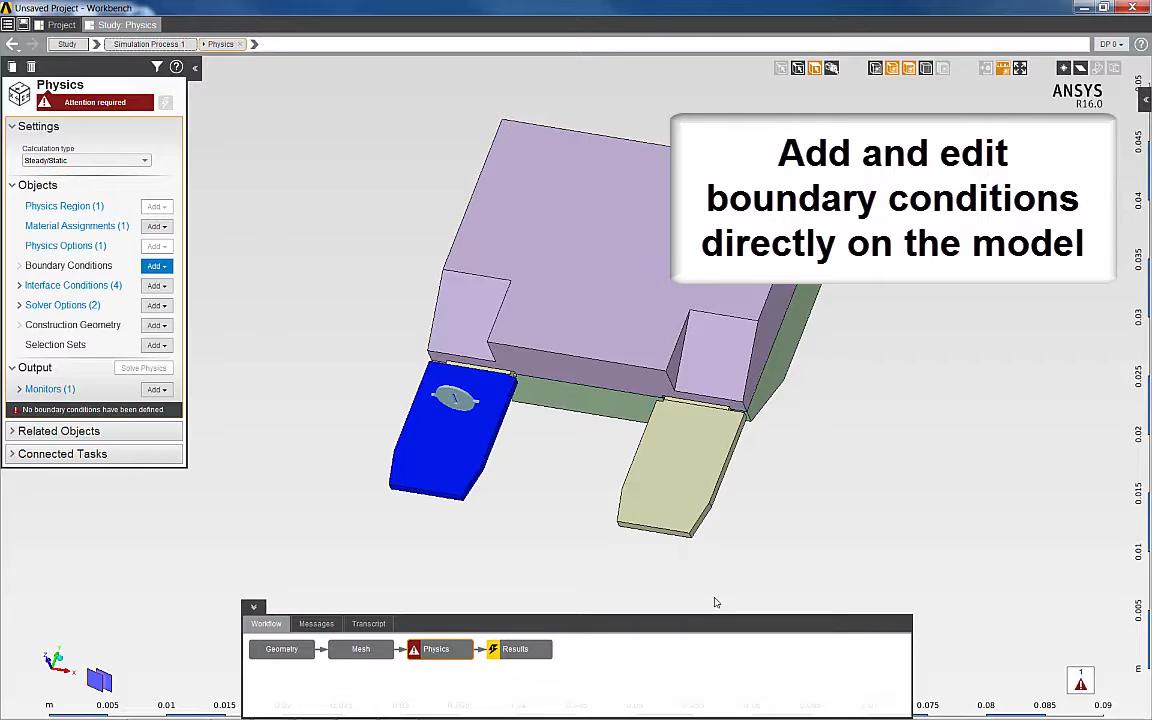 Unsaved Project - Workbench
Project
Study: Physics
Study
Simulation Process 1
Physics
DP 0
Physics
Attention required
ANSYS
R16.0
Add and edit
boundary conditions
directly on the model
Settings
Calculation type
Steady/Static
Objects
Physics Region (1)
Add
Material Assignments (1)
Add
Physics Options (1)
Add
Boundary Conditions
Add
Interface Conditions (4)
Add
Solver Options (2)
Add
Construction Geometry
Add
Selection Sets
Add
Output
Solve Physics
Monitors (1)
Add
No boundary conditions have been defined.
Related Objects
Connected Tasks
0.05
0.045
0.04
0.035
0.03
0.025
0.02
0.015
0.01
0.005
m
Workflow
Messages
Transcript
Geometry
Mesh
Physics
Results
1
m
0.005
0.01
0.015
0.075
0.08
0.085
0.09